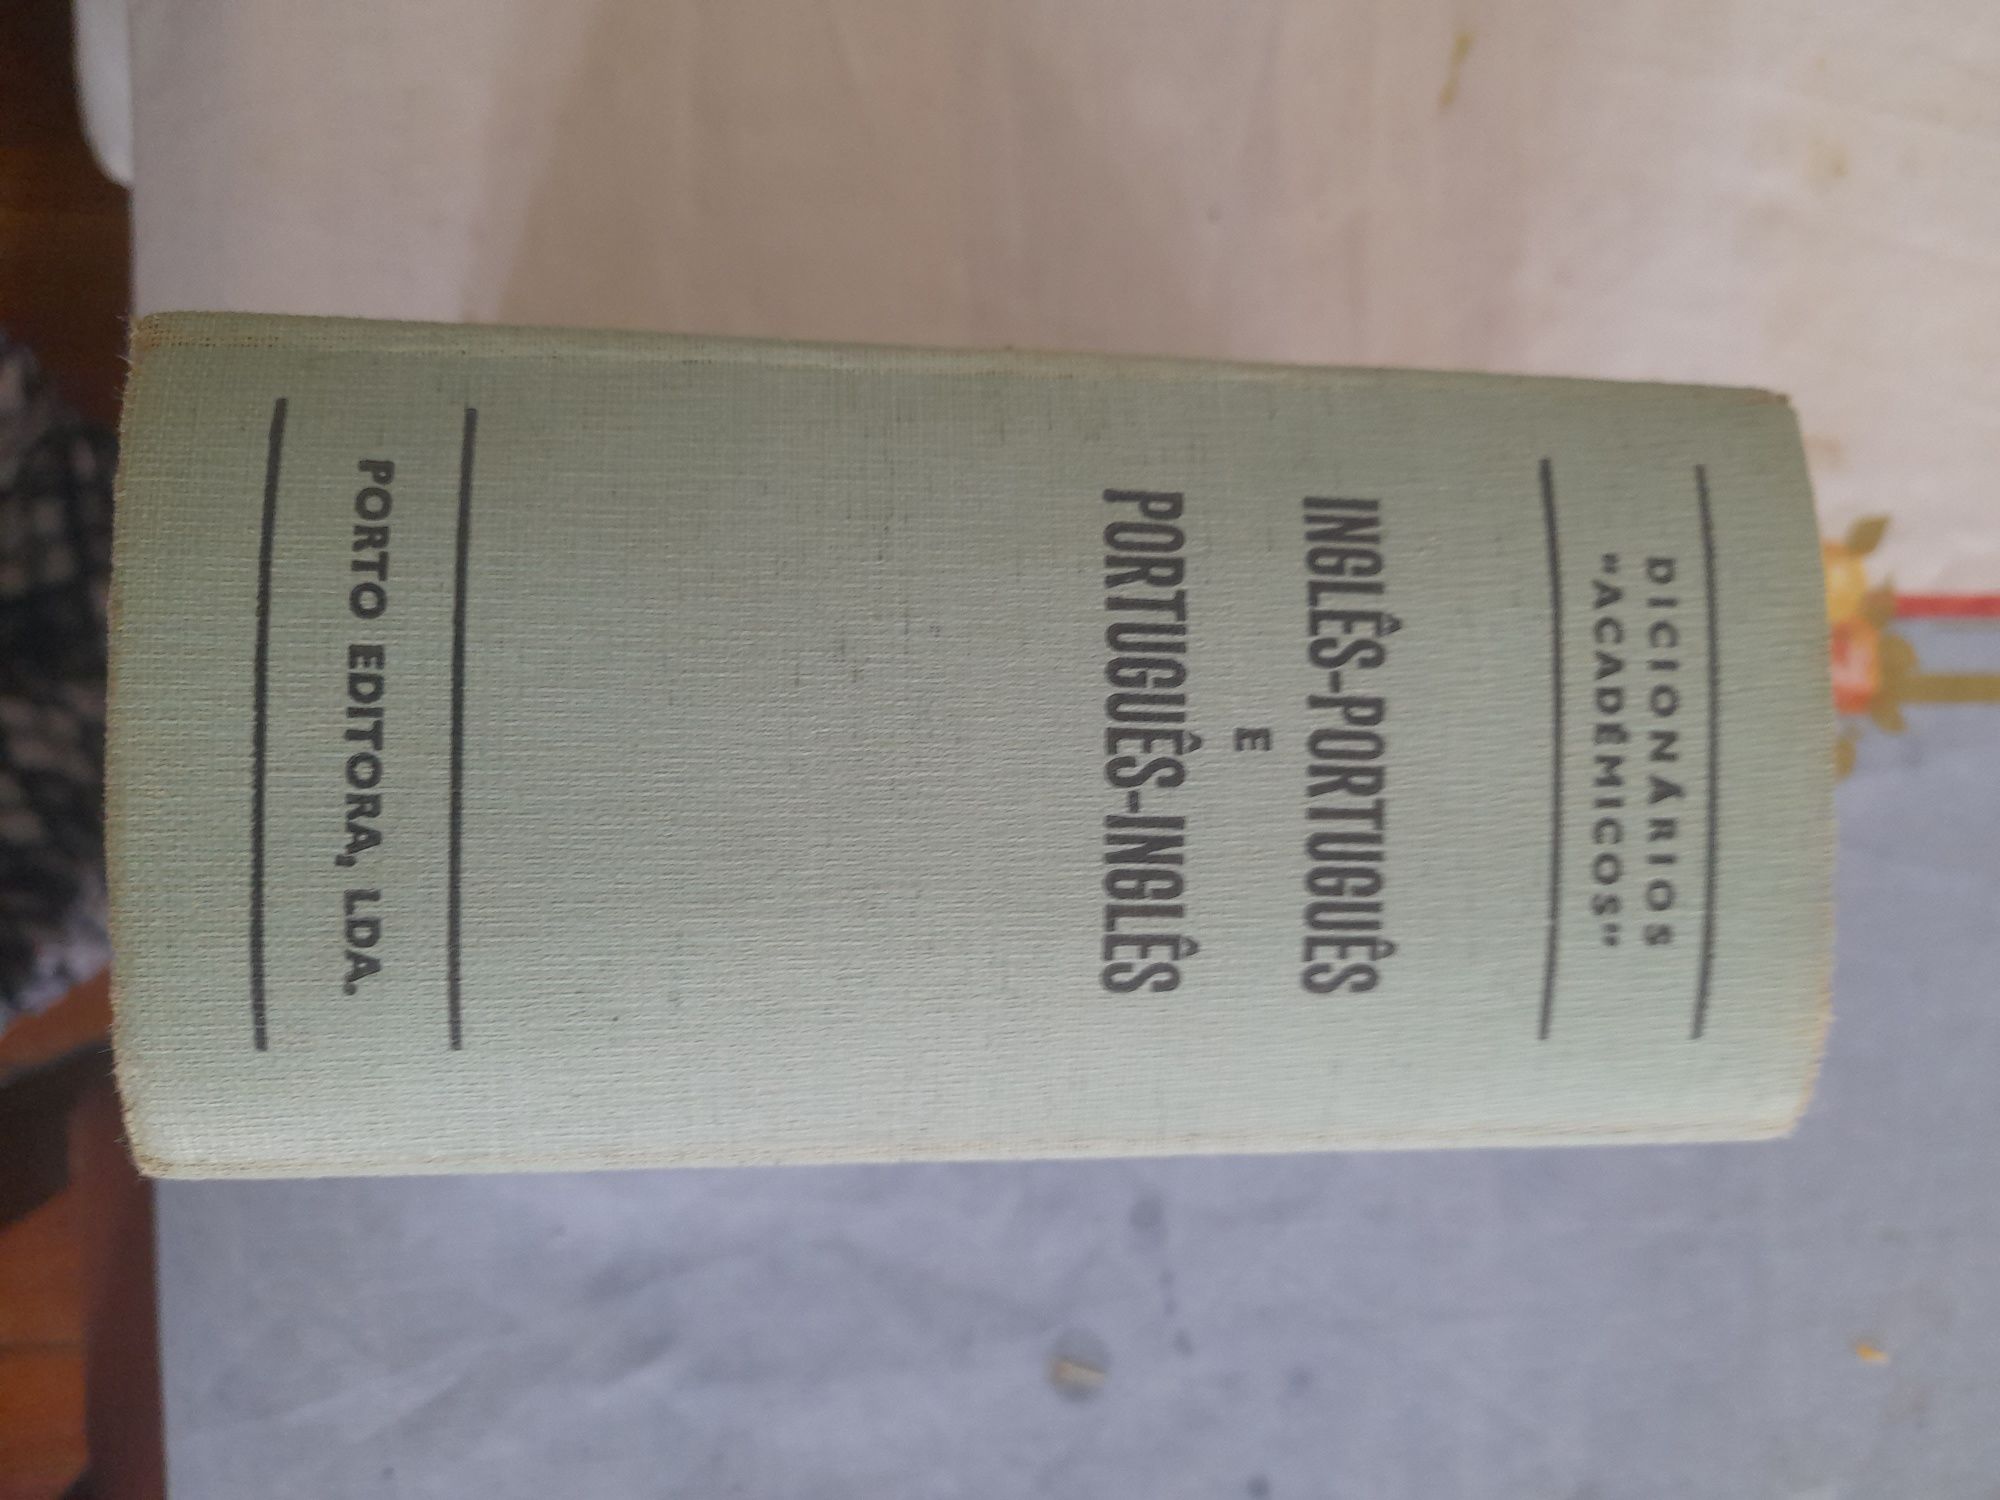 DICIONÁRIOS
"ACADÉMICOS"
INGLÊS-PORTUGUÊS
E
PORTUGUÊS-INGLÊS
PORTO EDITORA, LDA.